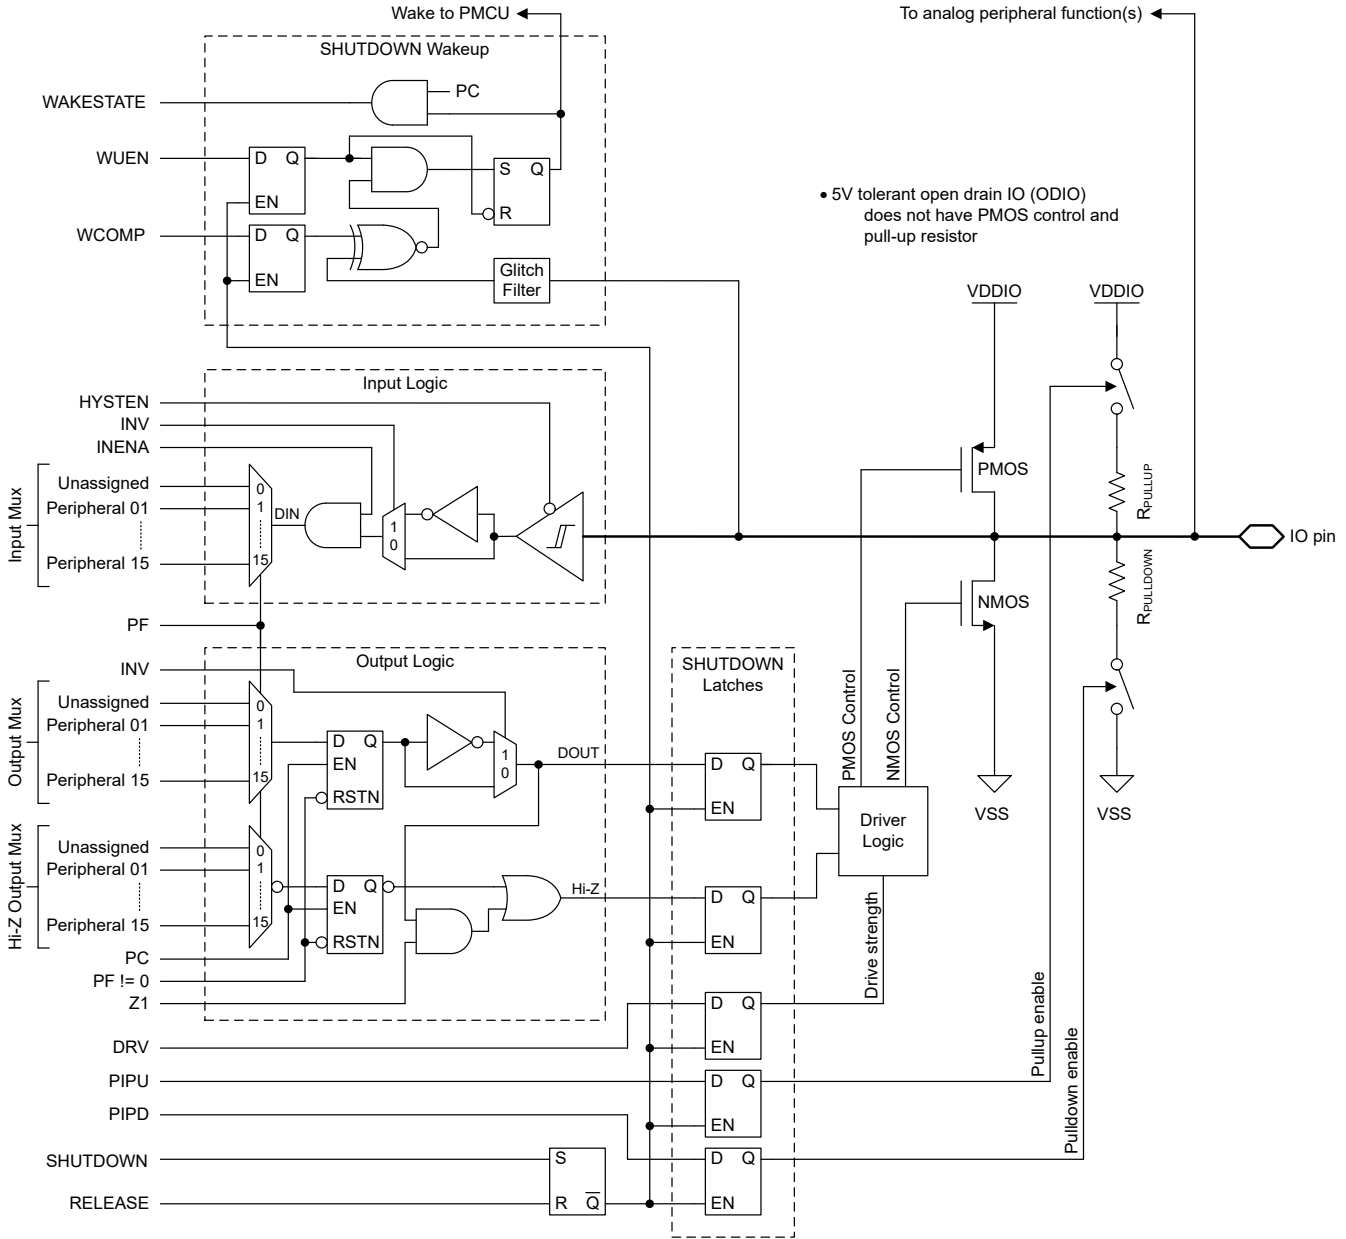 Wake to PMCU
To analog peripheral function(s)
SHUTDOWN Wakeup
WAKESTATE
PC
WUEN
D Q
EN
S Q
R
WCOMP
D Q
EN
Glitch
Filter
• 5V tolerant open drain IO (ODIO)
does not have PMOS control and
pull-up resistor
VDDIO
VDDIO
Input Logic
HYSTEN
INV
INENA
Input Mux
Unassigned
Peripheral 01
Peripheral 15
0
1
15
DIN
1
0
PMOS
RPULLUP
IO pin
NMOS
RPULLDOWN
PF
Output Logic
INV
Output Mux
Unassigned
Peripheral 01
Peripheral 15
0
1
15
D Q
EN
RSTN
1
0
DOUT
SHUTDOWN
Latches
D Q
EN
PMOS Control
NMOS Control
Driver
Logic
VSS
VSS
Hi-Z Output Mux
Unassigned
Peripheral 01
Peripheral 15
0
1
15
D Q
EN
RSTN
Hi-Z
D Q
EN
Drive strength
PC
PF != 0
Z1
DRV
D Q
EN
PIPU
D Q
EN
Pullup enable
PIPD
D Q
EN
Pulldown enable
SHUTDOWN
RELEASE
S
R Q̅